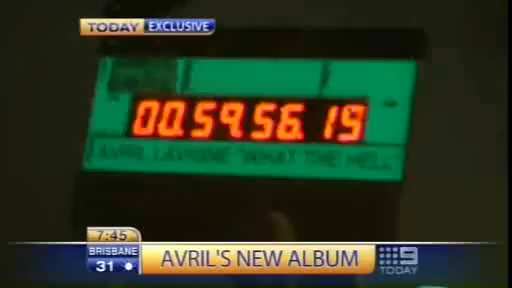 TODAY EXCLUSIVE
00.59.56.19
AVRIL LAVIGNE "WHAT THE HELL"
7:45
BRISBANE
31
AVRIL'S NEW ALBUM
9
TODAY